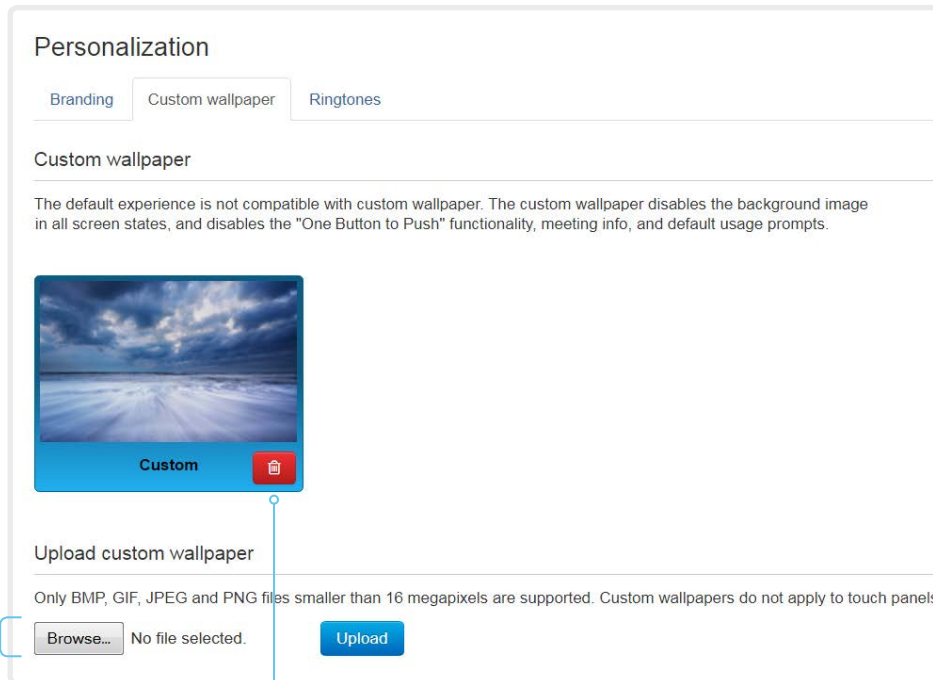 Personalization
Branding Custom wallpaper Ringtones
Custom wallpaper
The default experience is not compatible with custom wallpaper. The custom wallpaper disables the background image
in all screen states, and disables the "One Button to Push" functionality, meeting info, and default usage prompts.
Custom
Upload custom wallpaper
Only BMP, GIF, JPEG and PNG files smaller than 16 megapixels are supported. Custom wallpapers do not apply to touch panels
Browse... No file selected. Upload